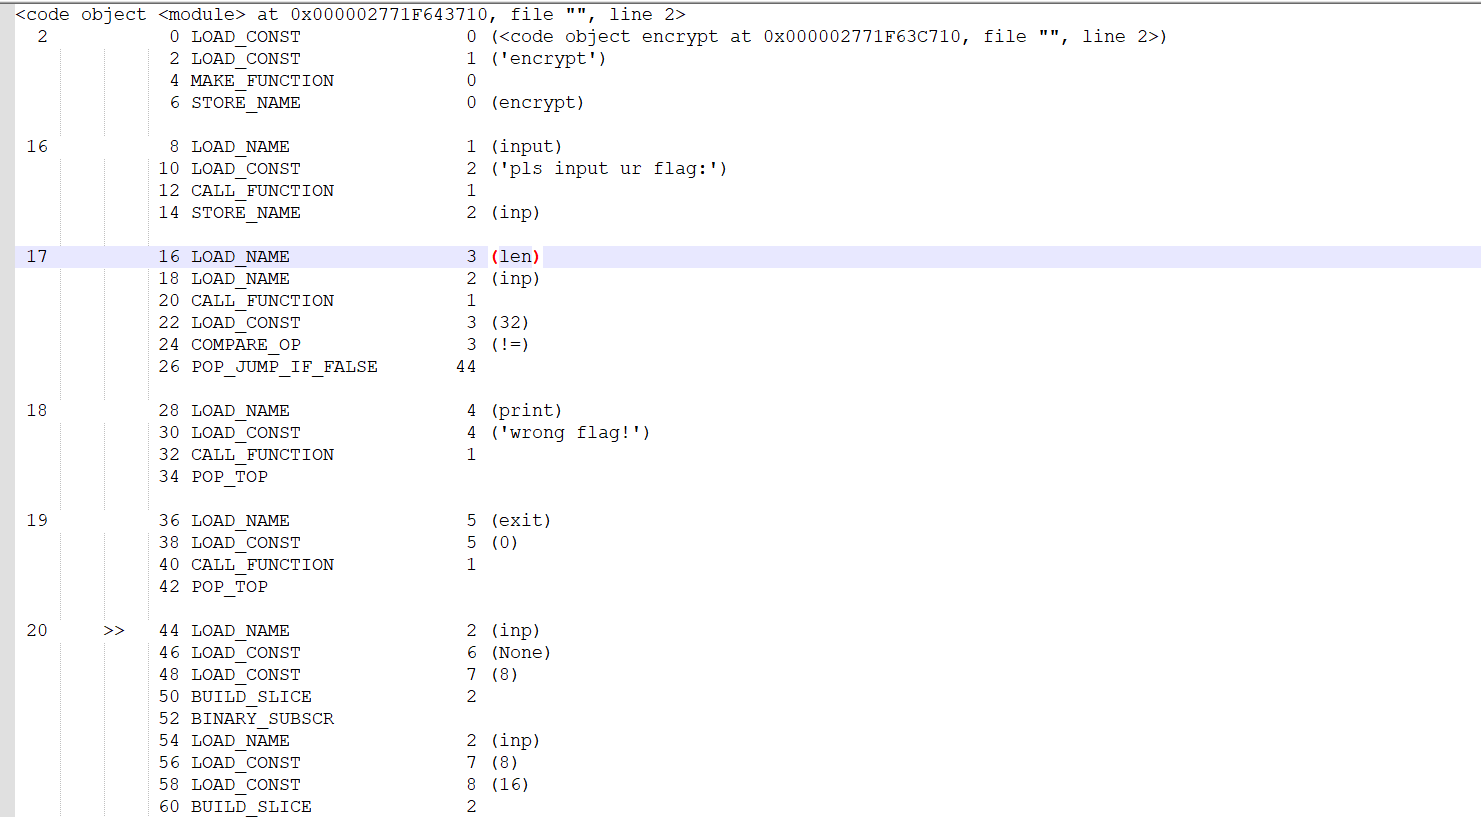 <code object <module> at 0x000002771F643710, file "", line 2>
2 0 LOAD_CONST 0 (<code object encrypt at 0x000002771F63C710, file "", line 2>)
2 LOAD_CONST 1 ('encrypt')
4 MAKE_FUNCTION 0
6 STORE_NAME 0 (encrypt)
16 8 LOAD_NAME 1 (input)
10 LOAD_CONST 2 ('pls input ur flag:')
12 CALL_FUNCTION 1
14 STORE_NAME 2 (inp)
17 16 LOAD_NAME 3 (len)
18 LOAD_NAME 2 (inp)
20 CALL_FUNCTION 1
22 LOAD_CONST 3 (32)
24 COMPARE_OP 3 (!=)
26 POP_JUMP_IF_FALSE 44
18 28 LOAD_NAME 4 (print)
30 LOAD_CONST 4 ('wrong flag!')
32 CALL_FUNCTION 1
34 POP_TOP
19 36 LOAD_NAME 5 (exit)
38 LOAD_CONST 5 (0)
40 CALL_FUNCTION 1
42 POP_TOP
20 >> 44 LOAD_NAME 2 (inp)
46 LOAD_CONST 6 (None)
48 LOAD_CONST 7 (8)
50 BUILD_SLICE 2
52 BINARY_SUBSCR
54 LOAD_NAME 2 (inp)
56 LOAD_CONST 7 (8)
58 LOAD_CONST 8 (16)
60 BUILD_SLICE 2